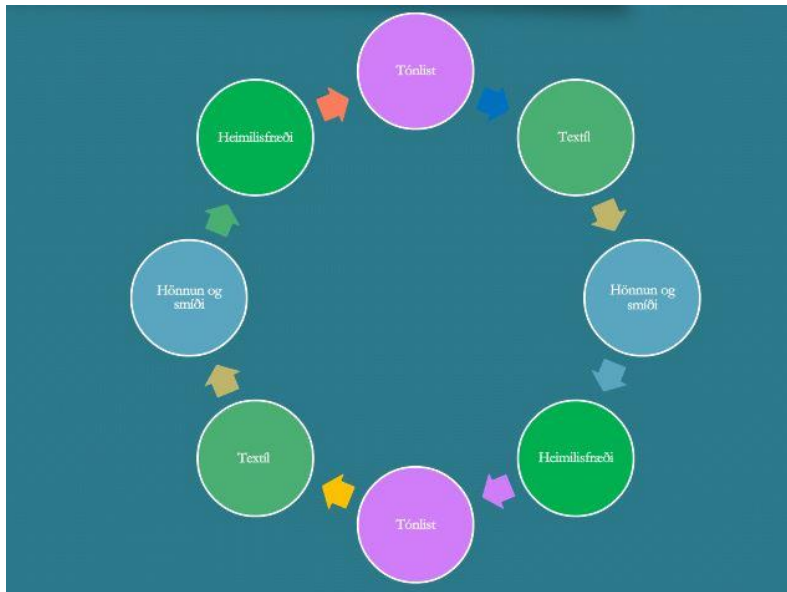 Tónlist
Textíl
Hönnun og
smíði
Heimilisfræði
Tónlist
Textíl
Hönnun og
smíði
Heimilisfræði